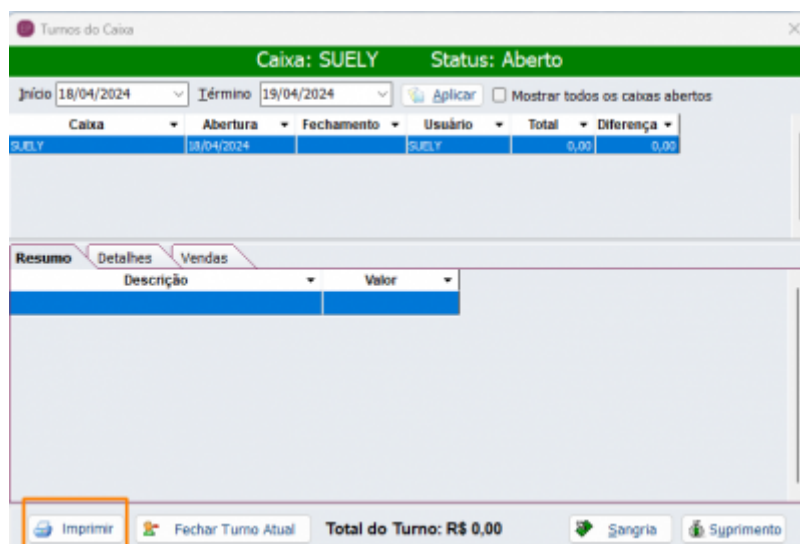 Turnos do Caixa
Caixa: SUELY Status: Aberto
Início 18/04/2024 Término 19/04/2024 Aplicar Mostrar todos os caixas abertos
Caixa Abertura Fechamento Usuário Total Diferença
SUELY 18/04/2024 SUELY 0,00 0,00
Resumo Detalhes Vendas
Descrição Valor
Imprimir Fechar Turno Atual Total do Turno: R$ 0,00 Sangria Suprimento